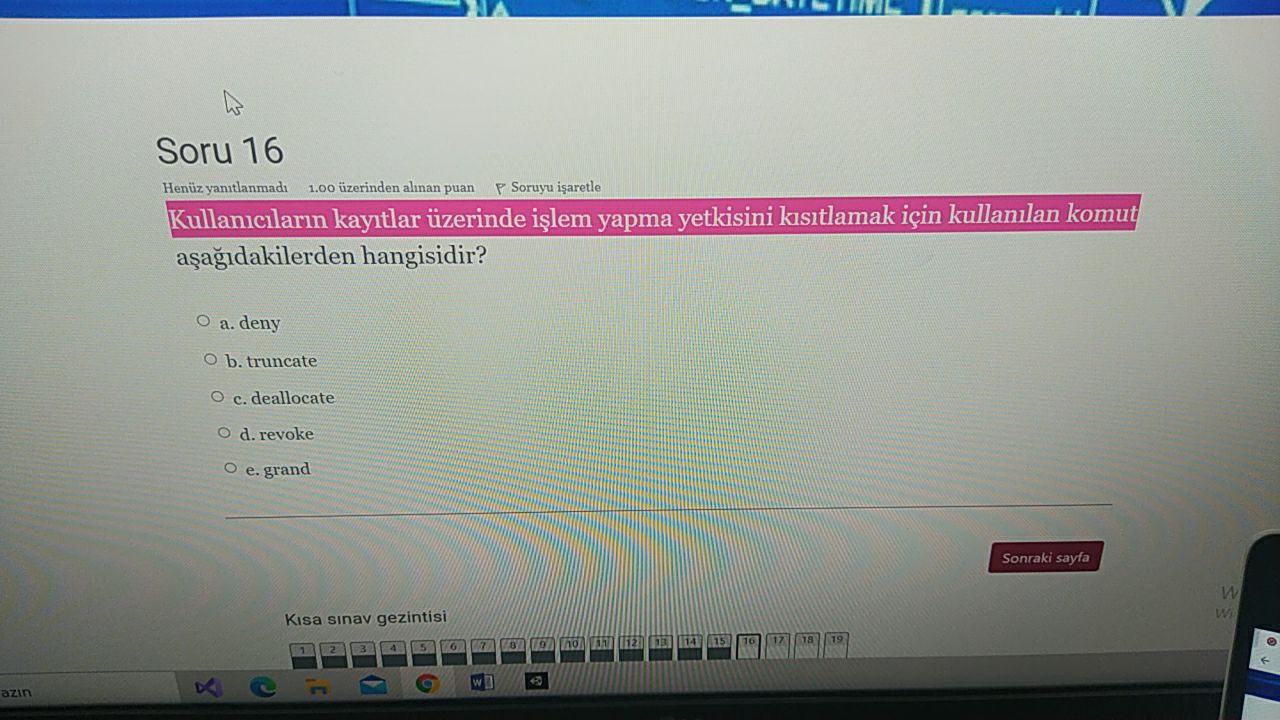 Soru 16
Henüz yanıtlanmadı 1.00 üzerinden alınan puan Soruyu işaretle
Kullanıcıların kayıtlar üzerinde işlem yapma yetkisini kısıtlamak için kullanılan komut
aşağıdakilerden hangisidir?
a. deny
b. truncate
c. deallocate
d. revoke
e. grand
Sonraki sayfa
Kısa sınav gezintisi
1 2 3 4 5 6 7 8 9 10 11 12 13 14 15 16 17 18 19
azın